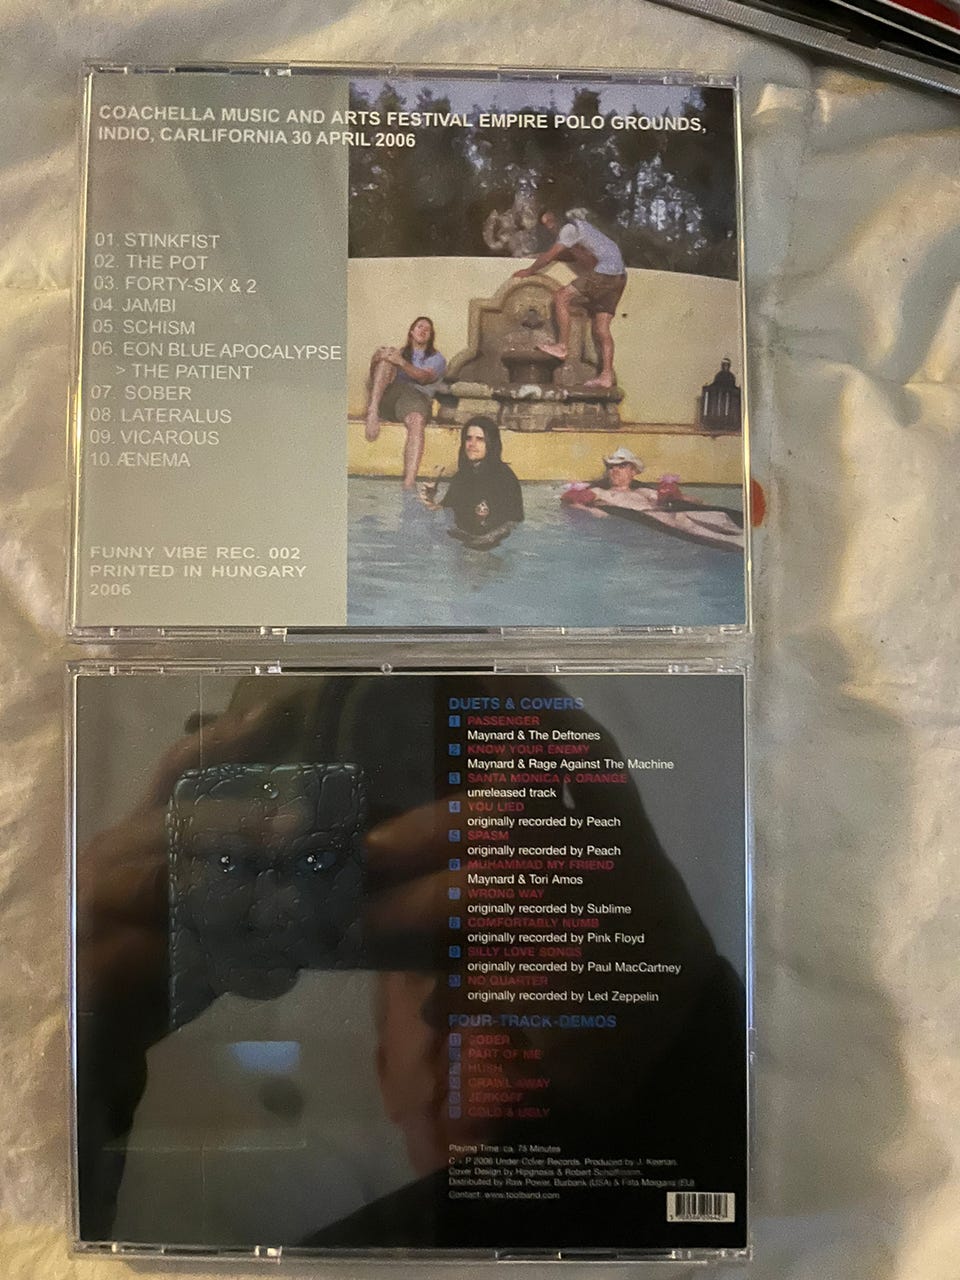 COACHELLA MUSIC AND ARTS FESTIVAL EMPIRE POLO GROUNDS,
INDIO, CARLIFORNIA 30 APRIL 2006
01. STINKFIST
02. THE POT
03. FORTY-SIX & 2
04. JAMBI
05. SCHISM
06. EON BLUE APOCALYPSE
> THE PATIENT
07. SOBER
08. LATERALUS
09. VICAROUS
10. ÆNEMA
FUNNY VIBE REC. 002
PRINTED IN HUNGARY
2006
DUETS & COVERS
1 PASSENGER
Maynard & The Deftones
2 KNOW YOUR ENEMY
Maynard & Rage Against The Machine
3 SANTA MONICA & ORANGE
unreleased track
4 YOU LIED
originally recorded by Peach
5 SPASM
originally recorded by Peach
6 MUHAMMAD MY FRIEND
Maynard & Tori Amos
7 WRONG WAY
originally recorded by Sublime
8 COMFORTABLY NUMB
originally recorded by Pink Floyd
9 SILLY LOVE SONGS
originally recorded by Paul MacCartney
10 NO QUARTER
originally recorded by Led Zeppelin
FOUR-TRACK-DEMOS
11 SOBER
PART OF ME
HUSH
CRAWL AWAY
JERKOFF
COLD & UGLY
Playing Time: ca. 75 Minutes
C + P 2006 Under Cover Records. Produced by J. Keenan.
Cover Design by Hipgnosis & Robert
Distributed by Raw Power, Burbank (USA) & Fata Morgana (EU)
Contact: www.toolband.com